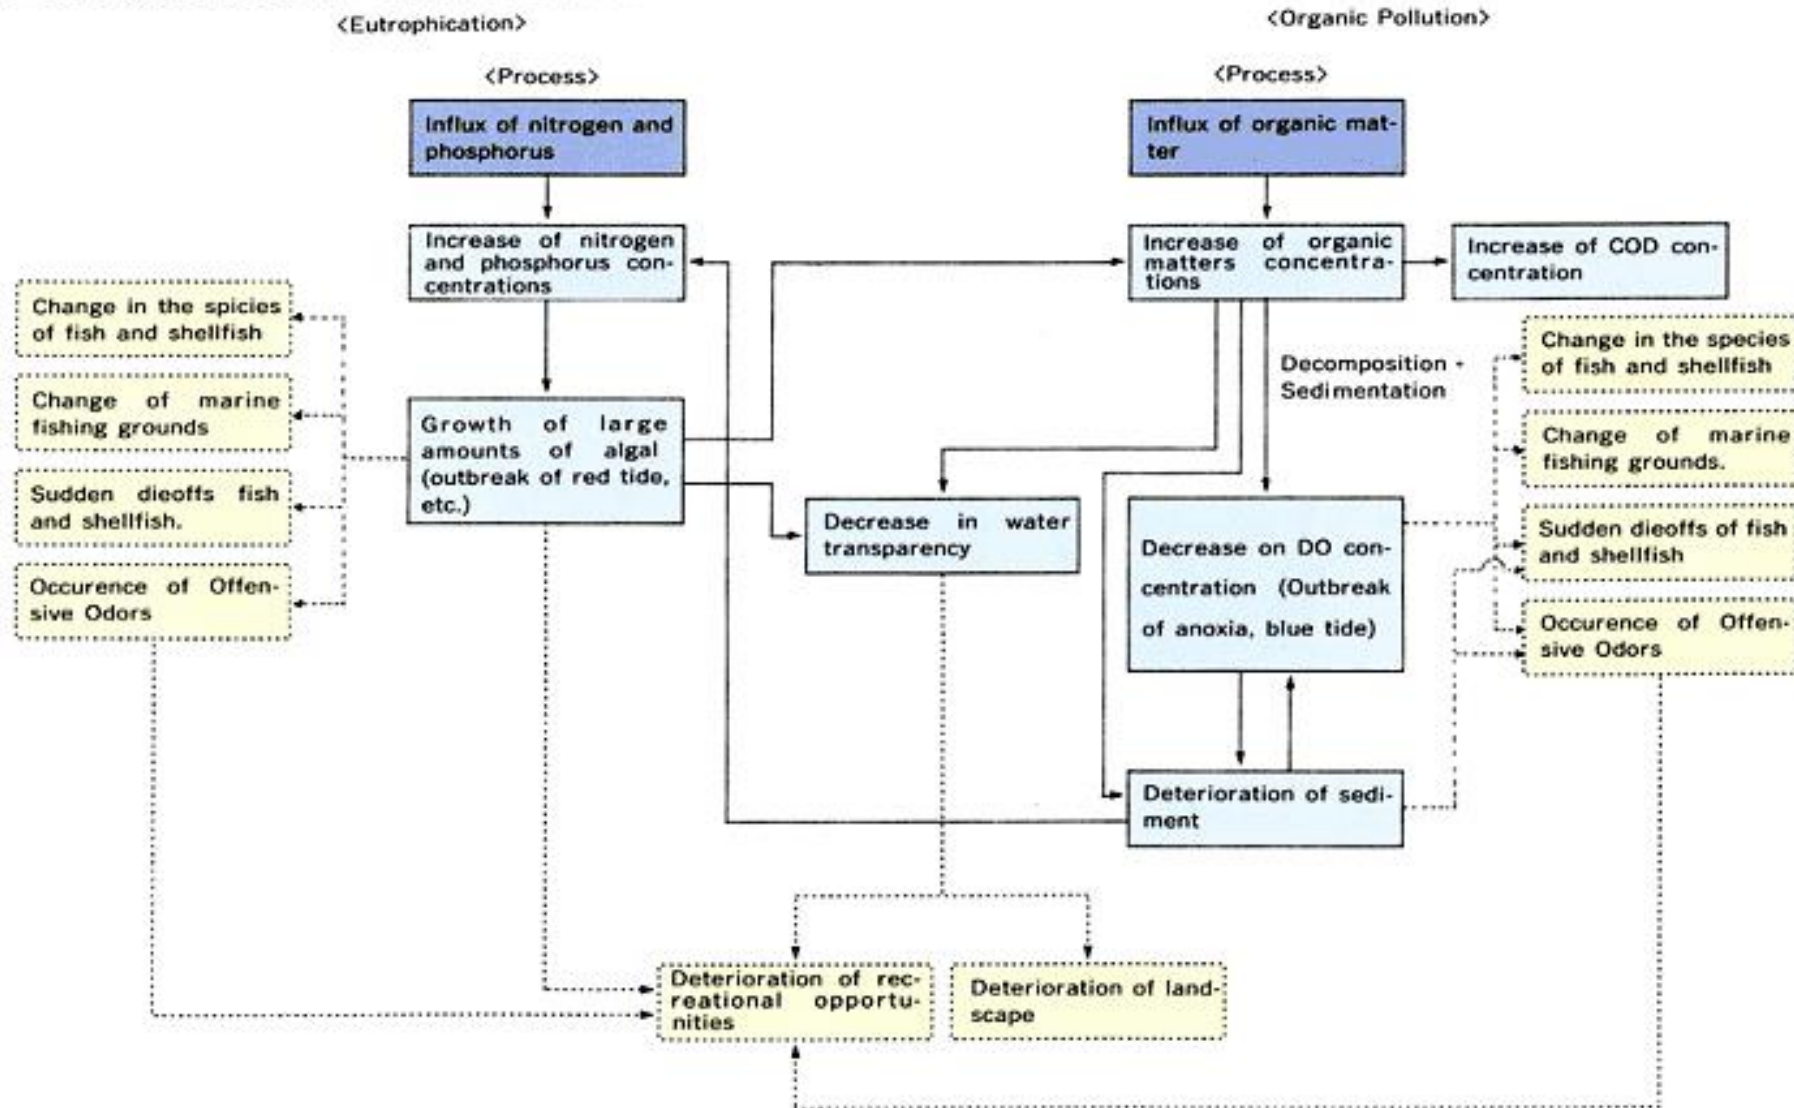 <Eutrophication>
<Organic Pollution>
<Process>
<Process>
Influx of nitrogen and
phosphorus
Influx of organic mat-
ter
Increase of nitrogen
and phosphorus con-
centrations
Increase of organic
matters concentra-
tions
Increase of COD con-
centration
Change in the spicies
of fish and shellfish
Change of marine
fishing grounds
Sudden dieoffs fish
and shellfish.
Occurence of Offen-
sive Odors
Growth of large
amounts of algal
(outbreak of red tide,
etc.)
Decrease in water
transparency
Decomposition +
Sedimentation
Decrease on DO con-
centration (Outbreak
of anoxia, blue tide)
Change in the species
of fish and shellfish
Change of marine
fishing grounds.
Sudden dieoffs of fish
and shellfish
Occurence of Offen-
sive Odors
Deterioration of sedi-
ment
Deterioration of rec-
reational opportu-
nities
Deterioration of land-
scape